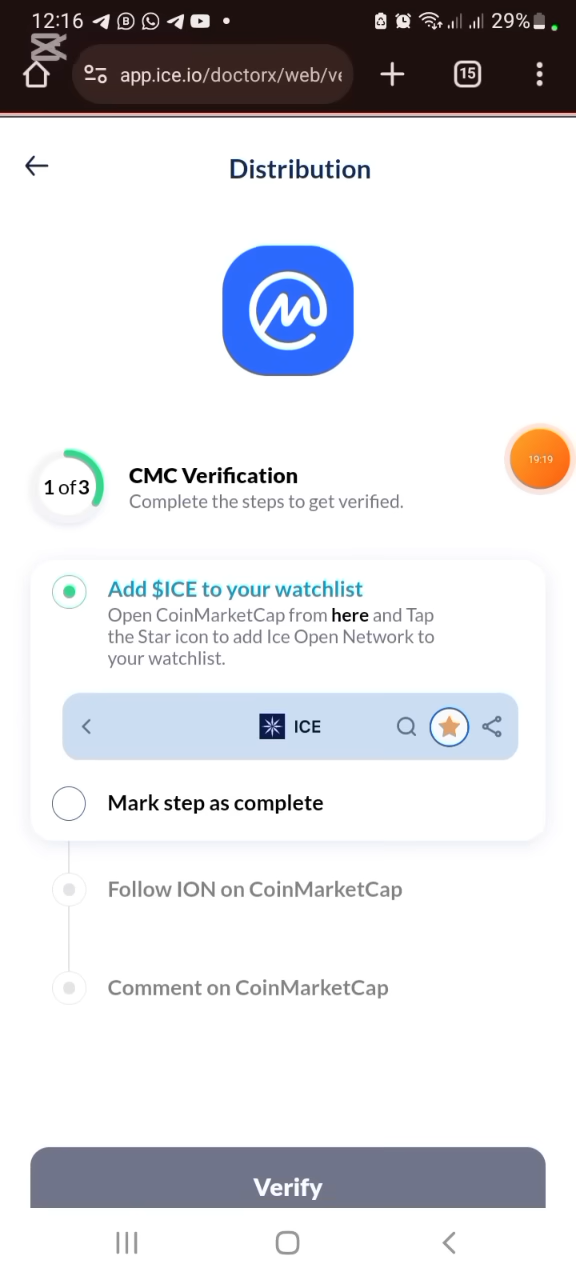 12:16 29%
app.ice.io/doctorx/web/ve 15
Distribution
1 of 3
CMC Verification
Complete the steps to get verified.
19:19
Add $ICE to your watchlist
Open CoinMarketCap from here and Tap
the Star icon to add Ice Open Network to
your watchlist.
ICE
Mark step as complete
Follow ION on CoinMarketCap
Comment on CoinMarketCap
Verify